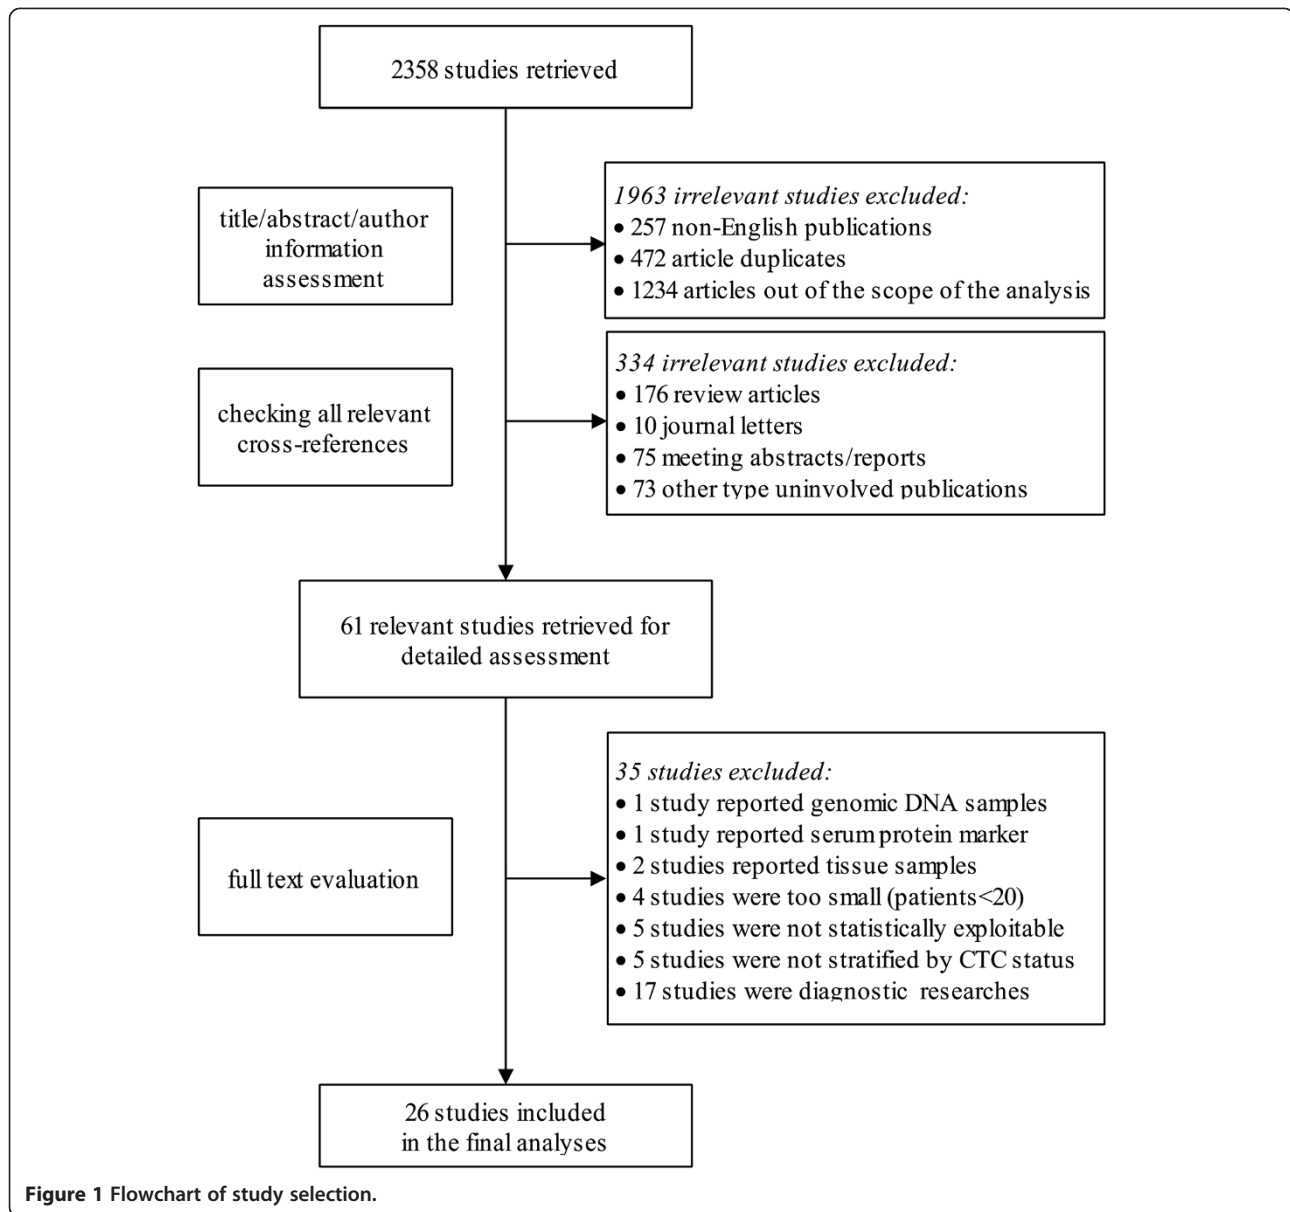 2358 studies retrieved
title/abstract/author
information
assessment
1963 irrelevant studies excluded:
• 257 non-English publications
• 472 article duplicates
• 1234 articles out of the scope of the analysis
checking all relevant
cross-references
334 irrelevant studies excluded:
• 176 review articles
• 10 journal letters
• 75 meeting abstracts/reports
• 73 other type uninvolved publications
61 relevant studies retrieved for
detailed assessment
full text evaluation
35 studies excluded:
• 1 study reported genomic DNA samples
• 1 study reported serum protein marker
• 2 studies reported tissue samples
• 4 studies were too small (patients<20)
• 5 studies were not statistically exploitable
• 5 studies were not stratified by CTC status
• 17 studies were diagnostic researches
26 studies included
in the final analyses
Figure 1 Flowchart of study selection.